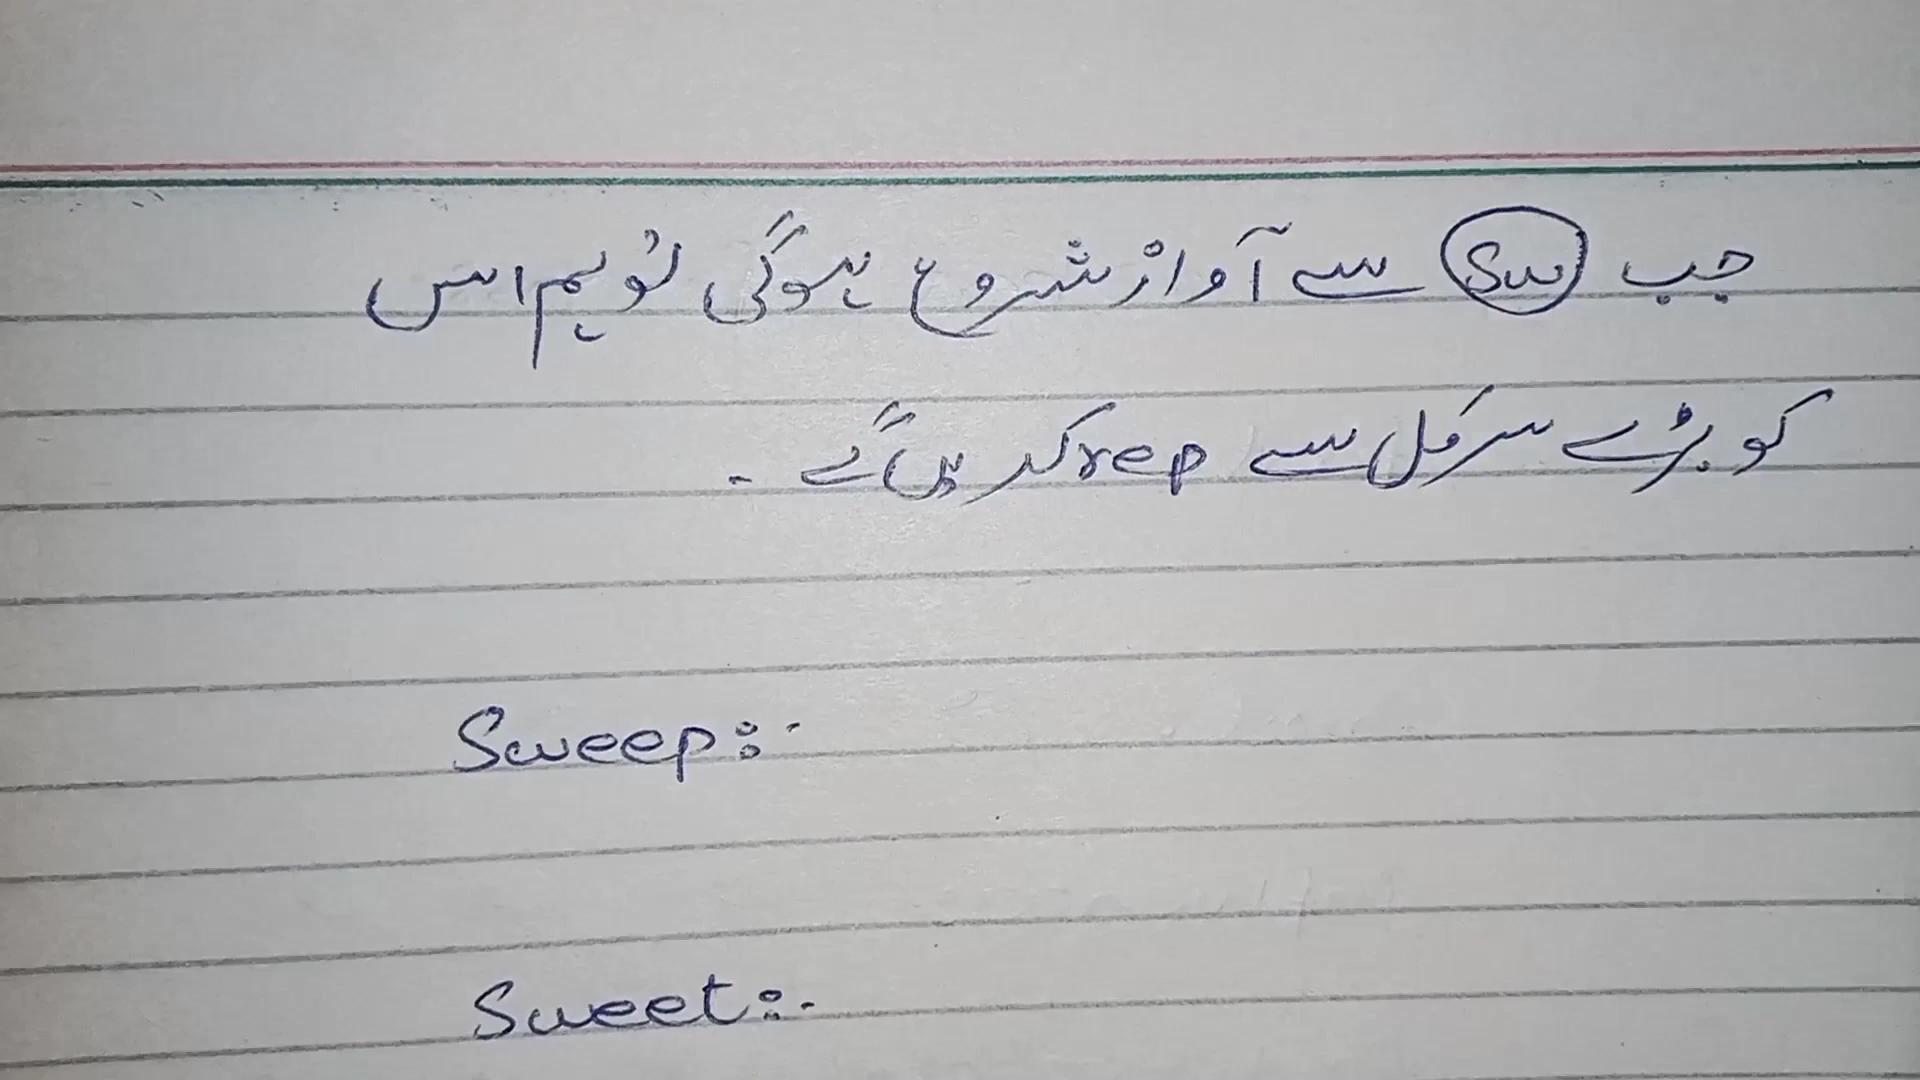 جب Sw سے آواز شروع ہوگی تو ہم اس
کو بڑے سرکل سے rep کریں گے ۔
Sweep:-
Sweet:-